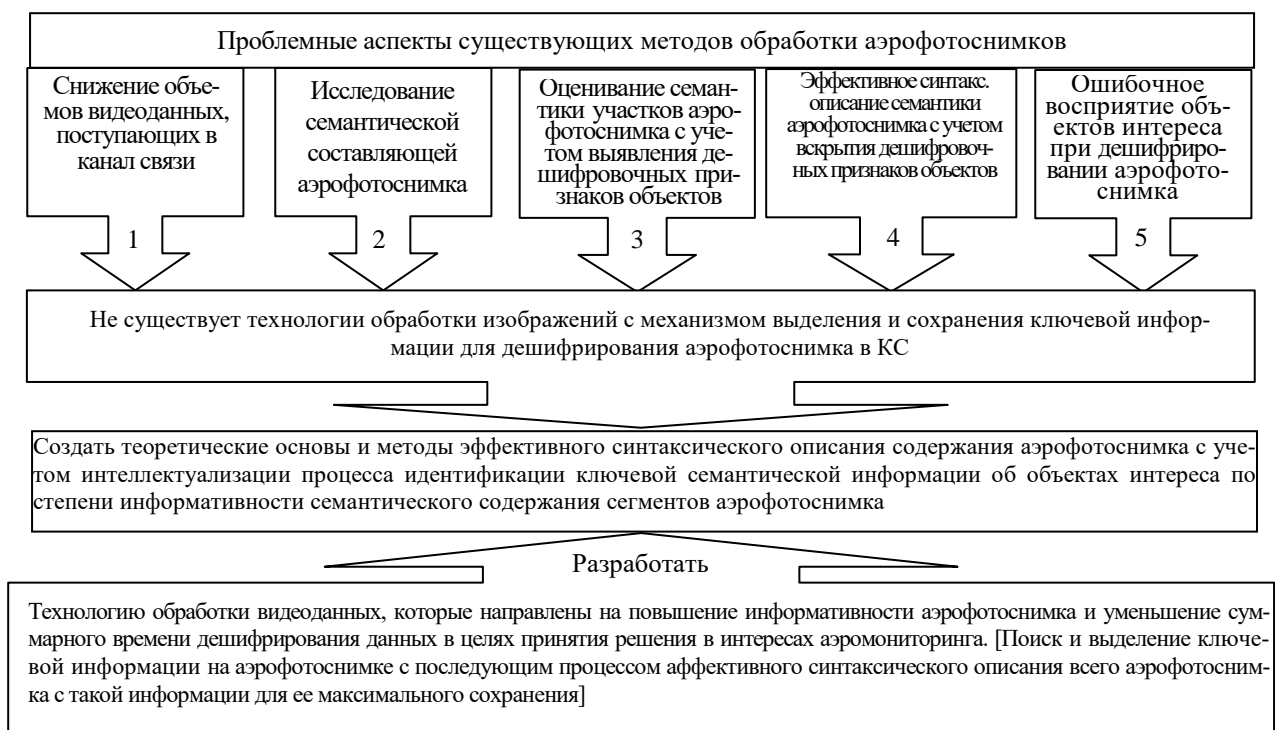 Проблемные аспекты существующих методов обработки аэрофотоснимков
Снижение объе-
мов видеоданных,
поступающих в
канал связи
1
Исследование
семантической
составляющей
аэрофотоснимка
2
Оценивание семан-
тики участков аэро-
фотоснимка с уче-
том выявления де-
шифровочных при-
знаков объектов
3
Эффективное синтакс.
описание семантики
аэрофотоснимка с учетом
вскрытия дешифровоч-
ных признаков объектов
4
Ошибочное
восприятие объ-
ектов интереса
при дешифриро-
вании аэрофото-
снимка
5
Не существует технологии обработки изображений с механизмом выделения и сохранения ключевой инфор-
мации для дешифрирования аэрофотоснимка в КС
Создать теоретические основы и методы эффективного синтаксического описания содержания аэрофотоснимка с уче-
том интеллектуализации процесса идентификации ключевой семантической информации об объектах интереса по
степени информативности семантического содержания сегментов аэрофотоснимка
Разработать
Технологию обработки видеоданных, которые направлены на повышение информативности аэрофотоснимка и уменьшение сум-
марного времени дешифрирования данных в целях принятия решения в интересах аэромониторинга. [Поиск и выделение ключе-
вой информации на аэрофотоснимке с последующим процессом аффективного синтаксического описания всего аэрофотосним-
ка с такой информации для ее максимального сохранения]